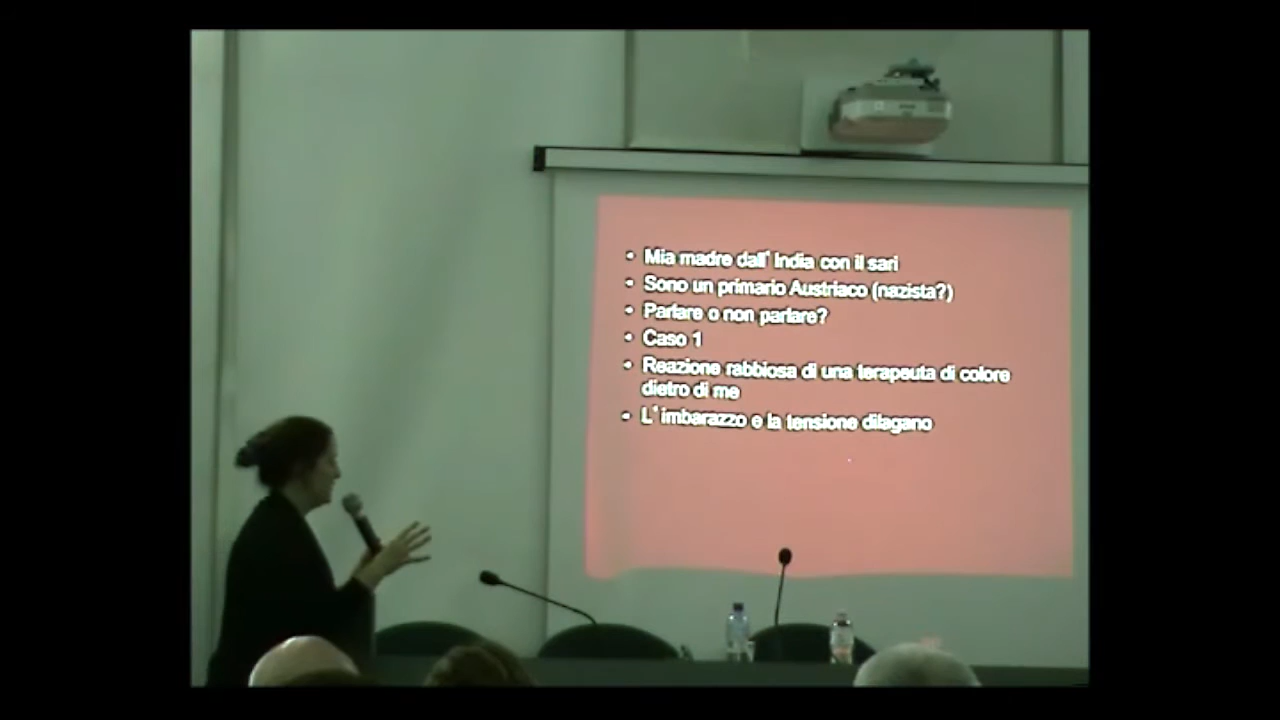 • Mia madre dall' India con il sari
• Sono un primario Austriaco (nazista?)
• Parlare o non parlare?
• Caso 1
• Reazione rabbiosa di una terapeuta di colore
dietro di me
• L' imbarazzo e la tensione dilagano